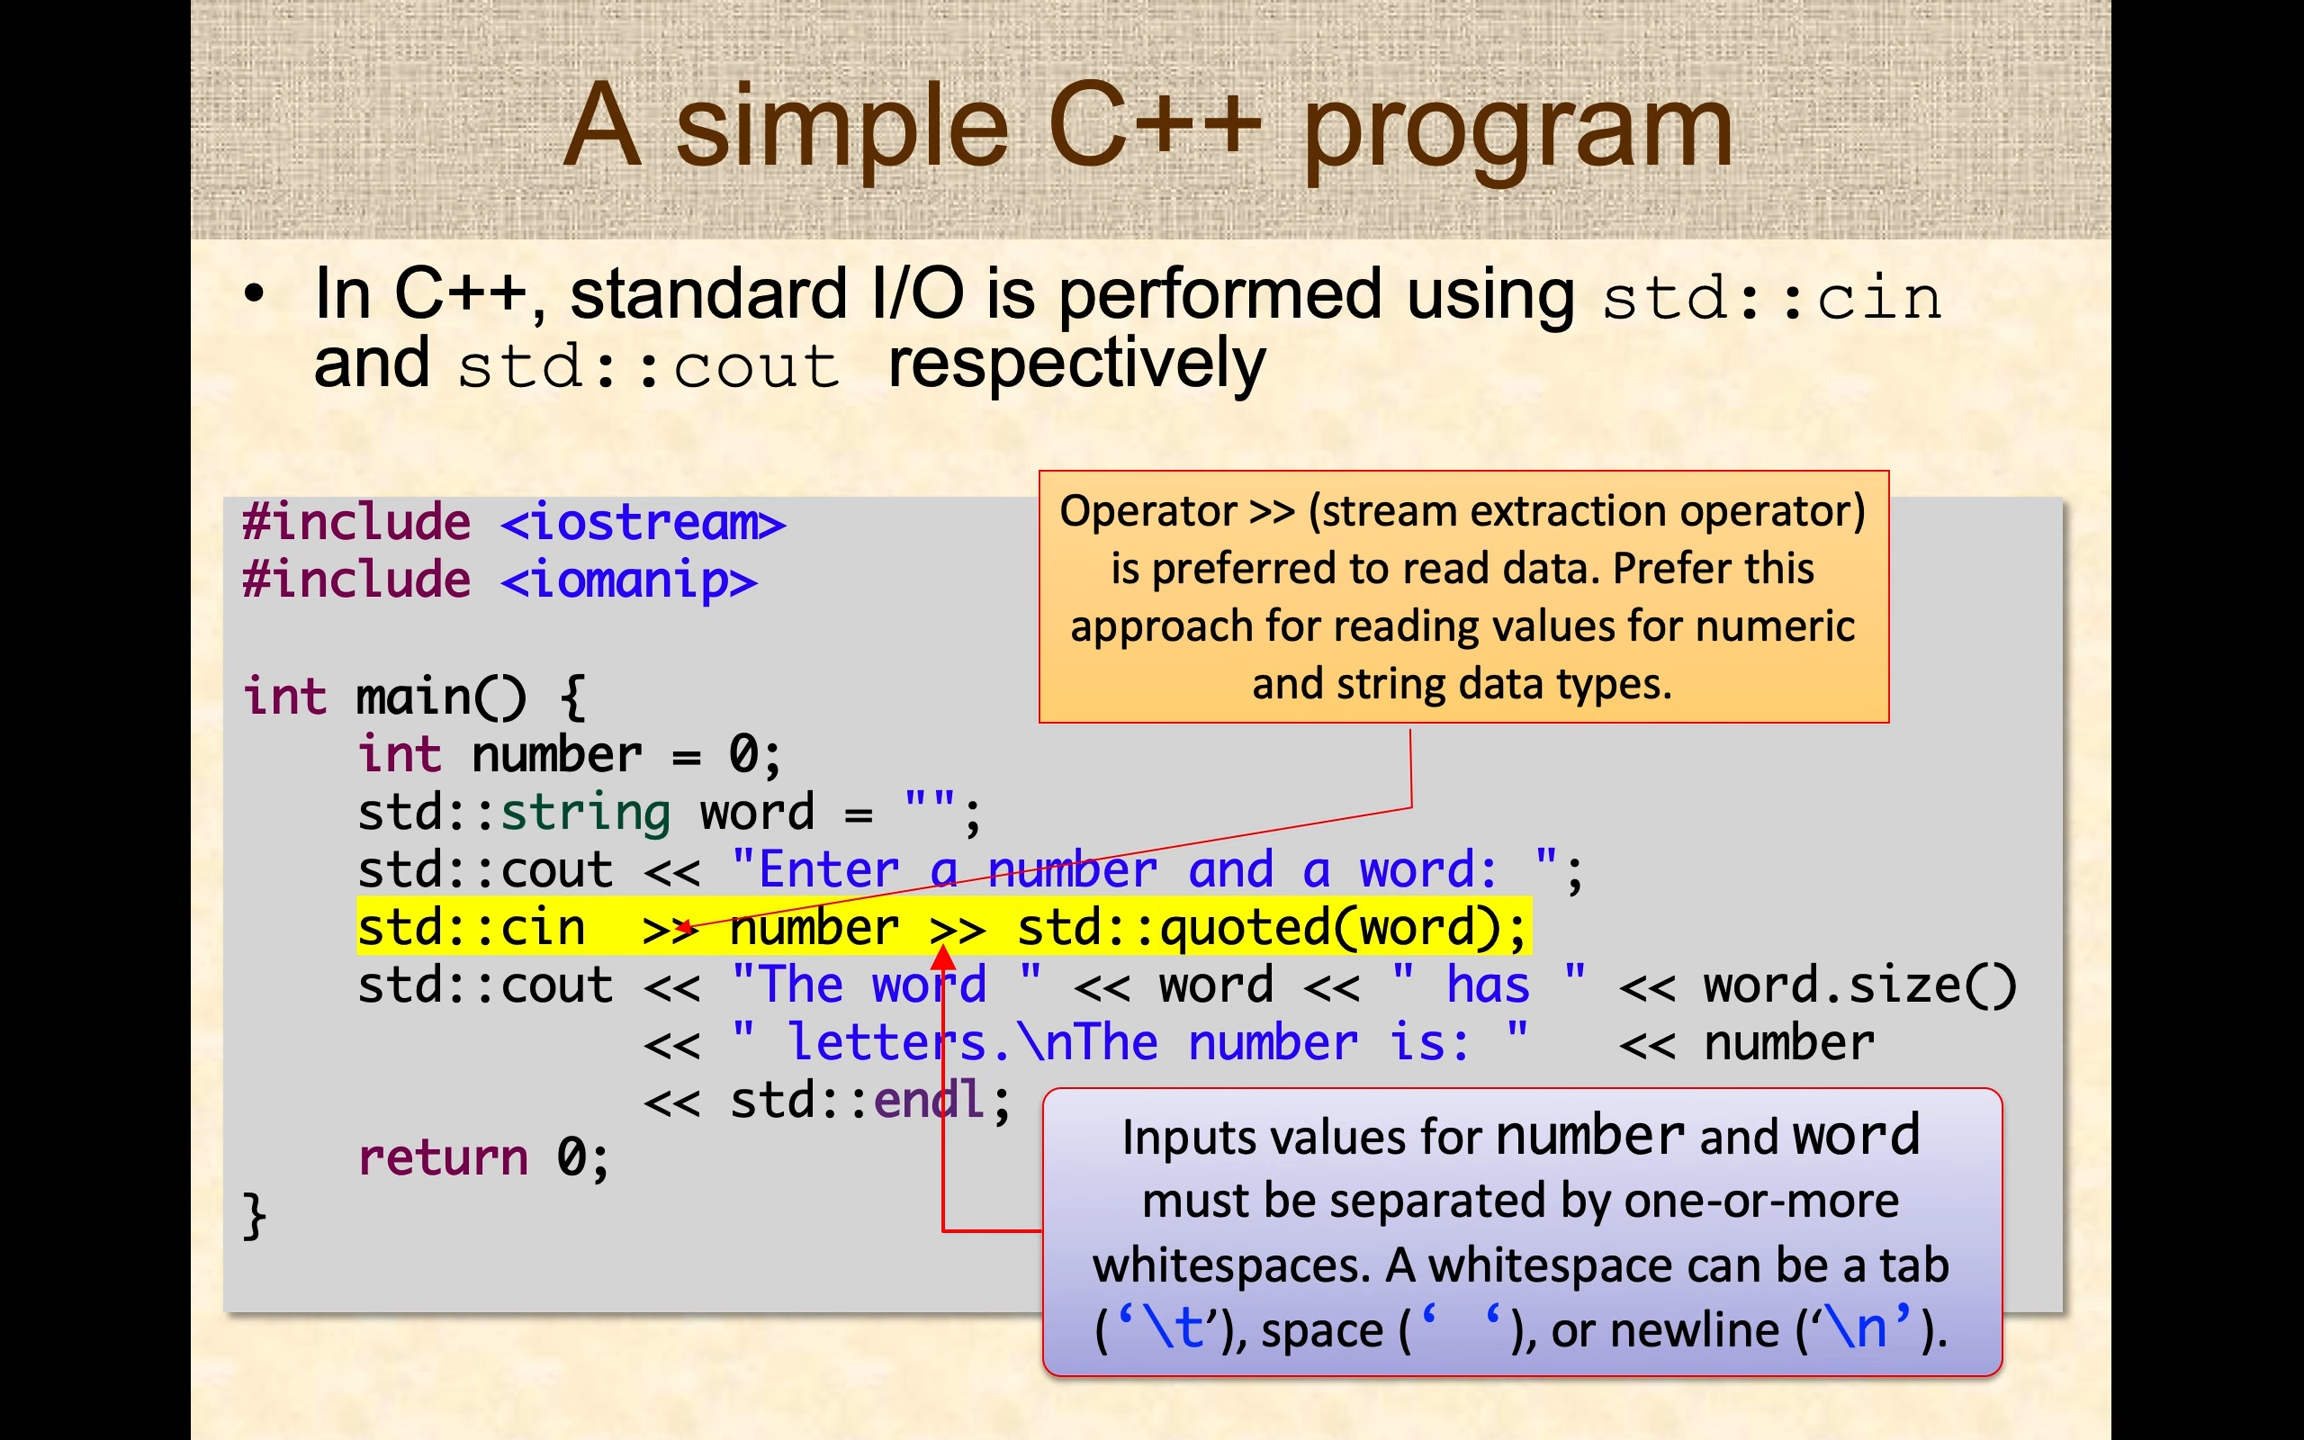 A simple C++ program
• In C++, standard I/O is performed using std::cin
and std::cout respectively
Operator >> (stream extraction operator)
is preferred to read data. Prefer this
approach for reading values for numeric
and string data types.
#include <iostream>
#include <iomanip>
int main() {
    int number = 0;
    std::string word = "";
    std::cout << "Enter a number and a word: ";
    std::cin  >> number >> std::quoted(word);
    std::cout << "The word " << word << " has " << word.size()
              << " letters.\nThe number is: "   << number
              << std::endl;
    return 0;
}
Inputs values for number and word
must be separated by one-or-more
whitespaces. A whitespace can be a tab
(‘\t’), space (‘ ‘), or newline (‘\n’).